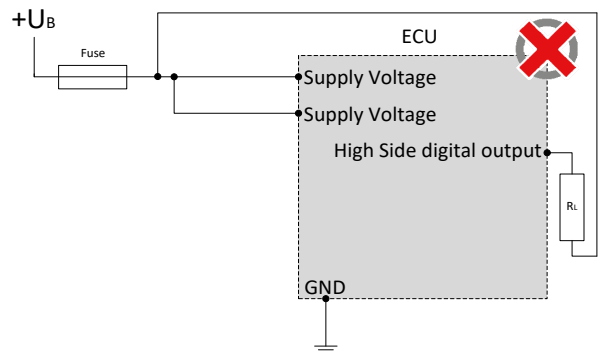 +UB
Fuse
ECU
Supply Voltage
Supply Voltage
High Side digital output
RL
GND